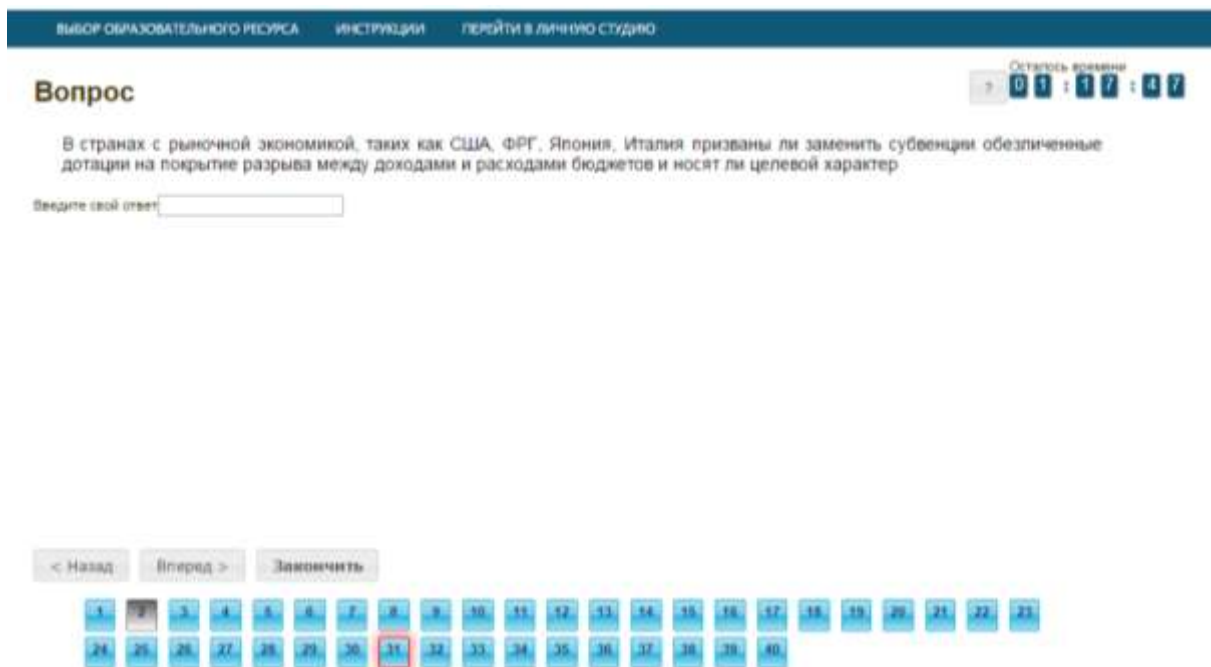 ВЫБОР ОБРАЗОВАТЕЛЬНОГО РЕСУРСА ИНСТРУКЦИИ ПЕРЕЙТИ В ЛИЧНУЮ СТУДИЮ
Осталось времени
Вопрос ? 01 : 17 : 47
В странах с рыночной экономикой, таких как США, ФРГ, Япония, Италия призваны ли заменить субвенции обезличенные
дотации на покрытие разрыва между доходами и расходами бюджетов и носят ли целевой характер
Введите свой ответ
< Назад Вперед > Закончить
1 2 3 4 5 6 7 8 9 10 11 12 13 14 15 16 17 18 19 20 21 22 23
24 25 26 27 28 29 30 31 32 33 34 35 36 37 38 39 40